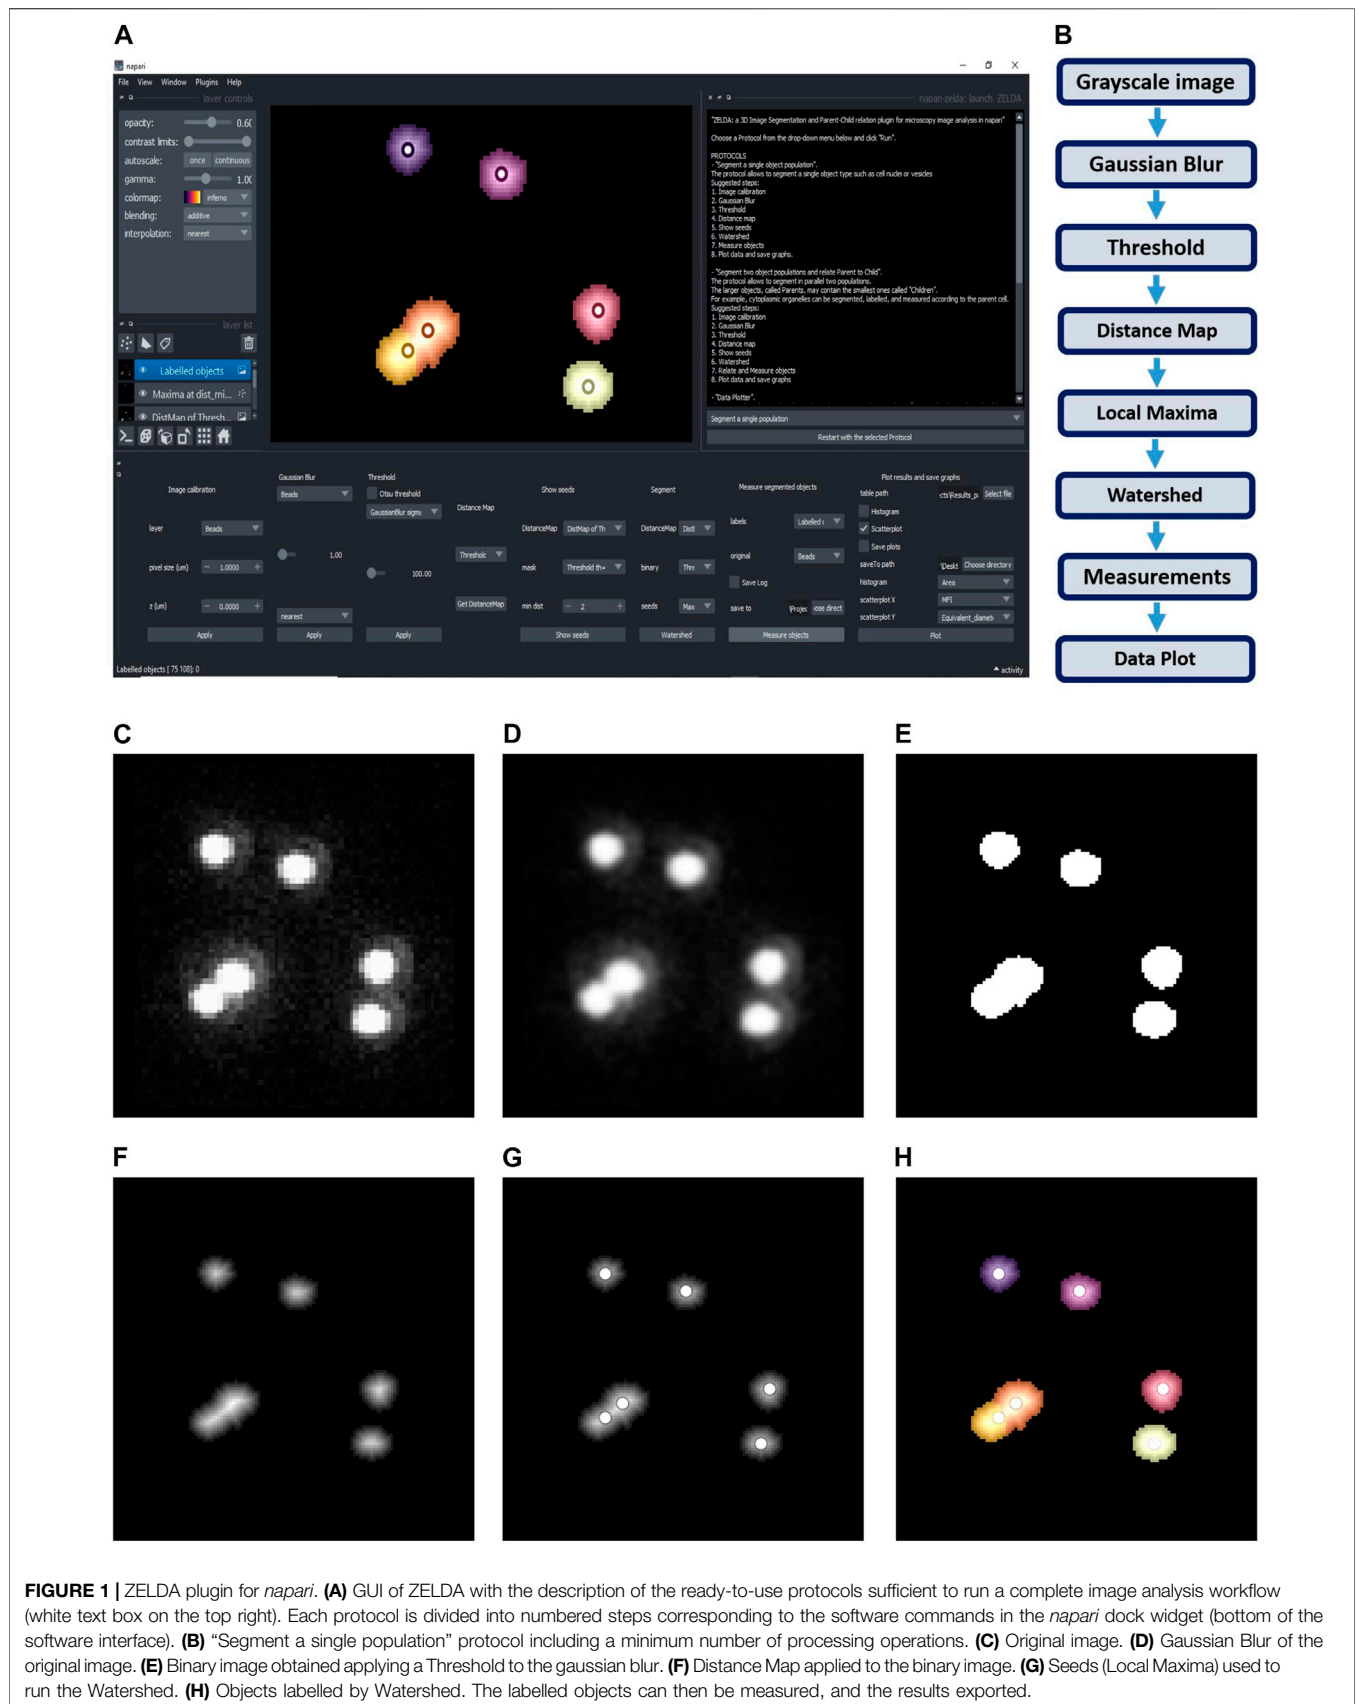 A
B
napari
File View Window Plugins Help
layer controls
opacity: 0.60
contrast limits:
autoscale: once continuous
gamma: 1.00
colormap: inferno
blending: additive
interpolation: nearest
layer list
Labelled objects
Maxima at dist_mi...
DistMap of Thresh...
napari-zelda: launch ZELDA
"ZELDA: a 3D Image Segmentation and Parent-Child relation plugin for microscopy image analysis in napari"
Choose a Protocol from the drop-down menu below and click "Run".
PROTOCOLS
- "Segment a single object population".
The protocol allows to segment a single object type such as cell nuclei or vesicles
Suggested steps:
1. Image calibration
2. Gaussian Blur
3. Threshold
4. Distance map
5. Show seeds
6. Watershed
7. Measure objects
8. Plot data and save graphs.
- "Segment two object populations and relate Parent to Child".
The protocol allows to segment in parallel two populations.
The larger objects, called Parents, may contain the smallest ones called "Children".
For example, cytoplasmic organelles can be segmented, labelled, and measured according to the parent cell.
Suggested steps:
1. Image calibration
2. Gaussian Blur
3. Threshold
4. Distance map
5. Show seeds
6. Watershed
7. Relate and Measure objects
8. Plot data and save graphs
- "Data Plotter".
Segment a single population
Restart with the selected Protocol
Image calibration
layer Beads
pixel size (um) − 1.0000 +
z (um) − 0.0000 +
Apply
Gaussian Blur
Beads
1.00
nearest
Apply
Threshold
Otsu threshold
GaussianBlur sigma
100.00
Apply
Distance Map
Threshold
Get DistanceMap
Show seeds
DistanceMap DistMap of Th
mask Threshold th=
min dist − 2 +
Show seeds
Segment
DistanceMap Dist
binary Thre
seeds Max
Watershed
Measure segmented objects
labels Labelled
original Beads
Save Log
save to \Projec ose direct
Measure objects
Plot results and save graphs
table path :cts\Results_p Select file
Histogram
Scatterplot
Save plots
saveTo path \Deskt Choose directory
histogram Area
scatterplot X MFI
scatterplot Y Equivalent_diamet
Plot
Labelled objects [ 75 108]: 0
activity
Grayscale image
Gaussian Blur
Threshold
Distance Map
Local Maxima
Watershed
Measurements
Data Plot
C
D
E
F
G
H
FIGURE 1 | ZELDA plugin for napari. (A) GUI of ZELDA with the description of the ready-to-use protocols sufficient to run a complete image analysis workflow
(white text box on the top right). Each protocol is divided into numbered steps corresponding to the software commands in the napari dock widget (bottom of the
software interface). (B) “Segment a single population” protocol including a minimum number of processing operations. (C) Original image. (D) Gaussian Blur of the
original image. (E) Binary image obtained applying a Threshold to the gaussian blur. (F) Distance Map applied to the binary image. (G) Seeds (Local Maxima) used to
run the Watershed. (H) Objects labelled by Watershed. The labelled objects can then be measured, and the results exported.